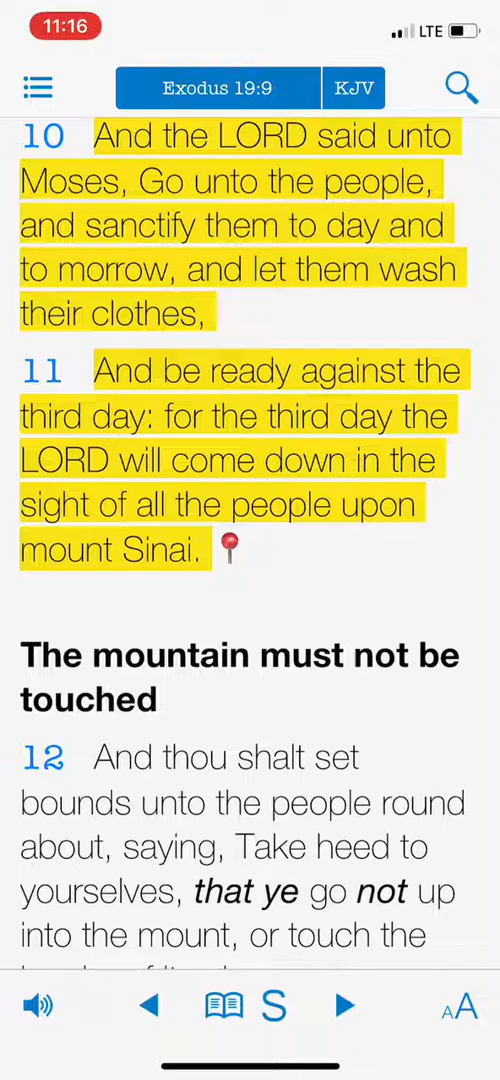 11:16
LTE
Exodus 19:9 KJV
10 And the LORD said unto
Moses, Go unto the people,
and sanctify them to day and
to morrow, and let them wash
their clothes,
11 And be ready against the
third day: for the third day the
LORD will come down in the
sight of all the people upon
mount Sinai.
The mountain must not be
touched
12 And thou shalt set
bounds unto the people round
about, saying, Take heed to
yourselves, that ye go not up
into the mount, or touch the
S
AA